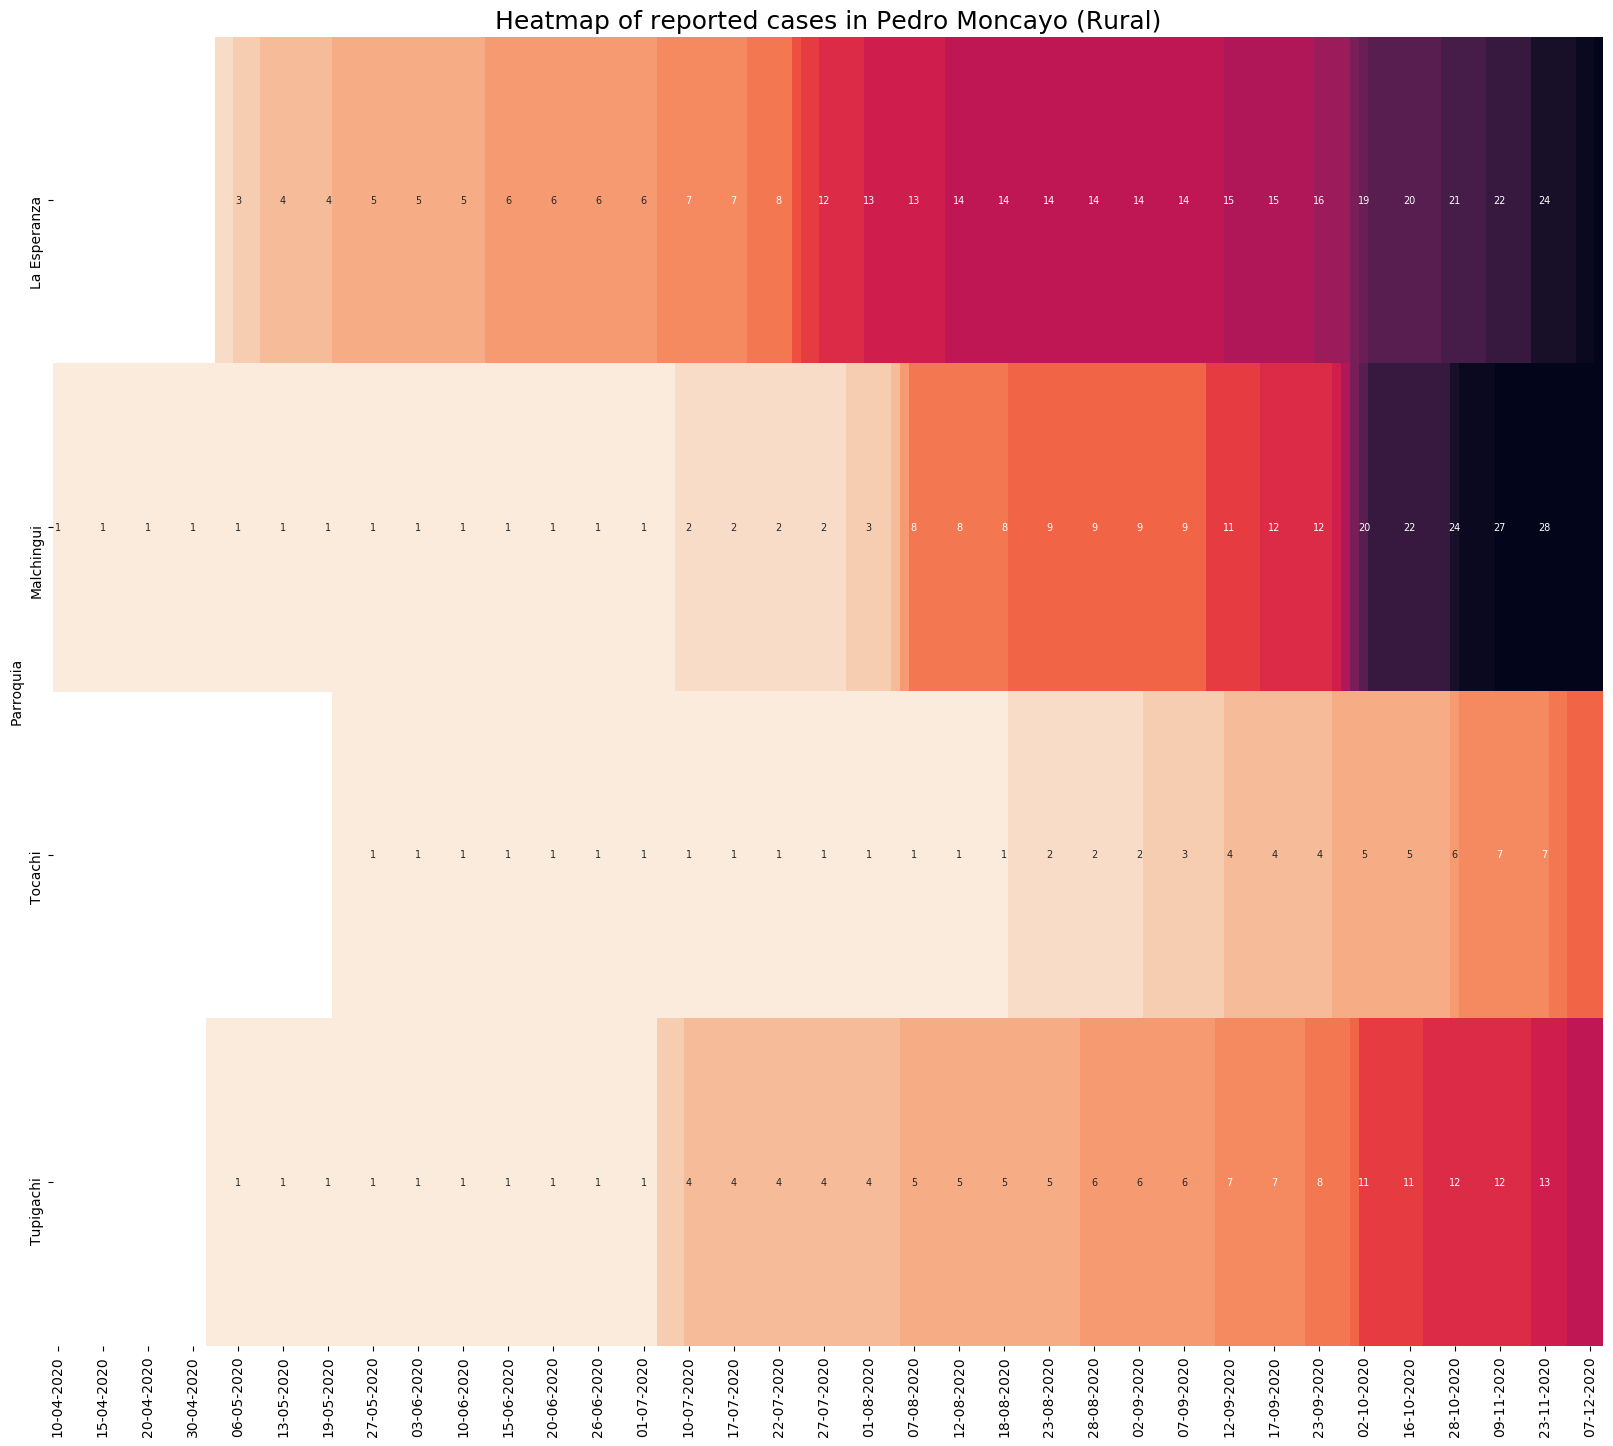 Heatmap of reported cases in Pedro Moncayo (Rural)
Parroquia
La Esperanza
3 4 4 5 5 5 6 6 6 6 7 7 8 12 13 13 14 14 14 14 14 14 15 15 16 19 20 21 22 24
Malchingui
1 1 1 1 1 1 1 1 1 1 1 1 1 1 2 2 2 2 3 8 8 8 9 9 9 9 11 12 12 20 22 24 27 28
Tocachi
1 1 1 1 1 1 1 1 1 1 1 1 1 1 1 2 2 2 3 4 4 4 5 5 6 7 7
Tupigachi
1 1 1 1 1 1 1 1 1 1 4 4 4 4 4 5 5 5 5 6 6 6 7 7 8 11 11 12 12 13
10-04-2020 15-04-2020 20-04-2020 30-04-2020 06-05-2020 13-05-2020 19-05-2020 27-05-2020 03-06-2020 10-06-2020 15-06-2020 20-06-2020 26-06-2020 01-07-2020 10-07-2020 17-07-2020 22-07-2020 27-07-2020 01-08-2020 07-08-2020 12-08-2020 18-08-2020 23-08-2020 28-08-2020 02-09-2020 07-09-2020 12-09-2020 17-09-2020 23-09-2020 02-10-2020 16-10-2020 28-10-2020 09-11-2020 23-11-2020 07-12-2020